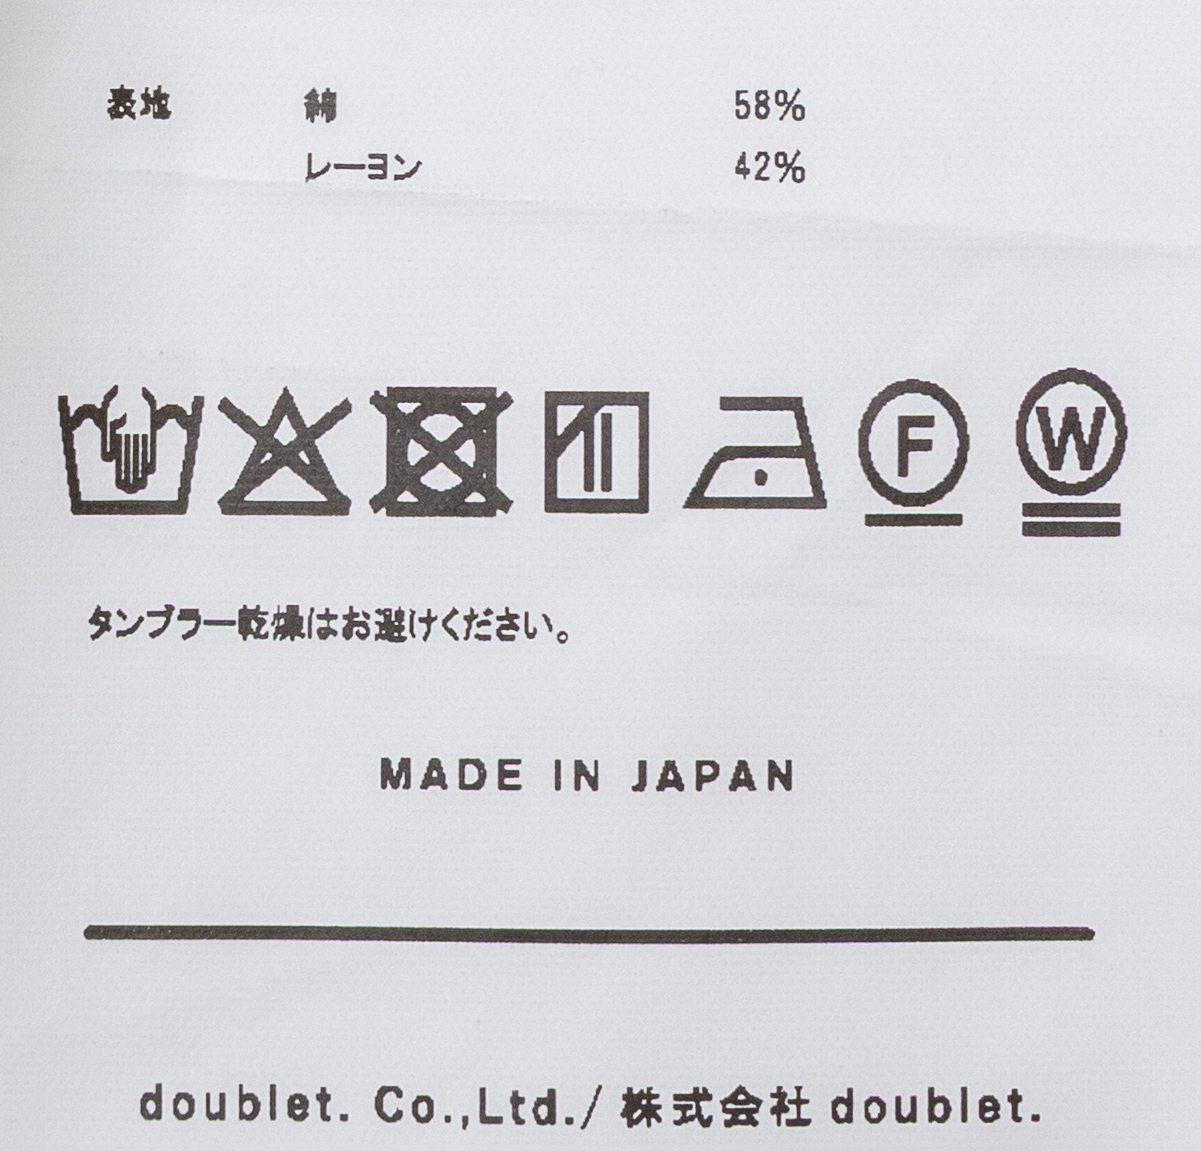 表地 綿 58%
レーヨン 42%
F W
タンブラー乾燥はお避けください。
MADE IN JAPAN
doublet. Co.,Ltd./ 株式会社 doublet.